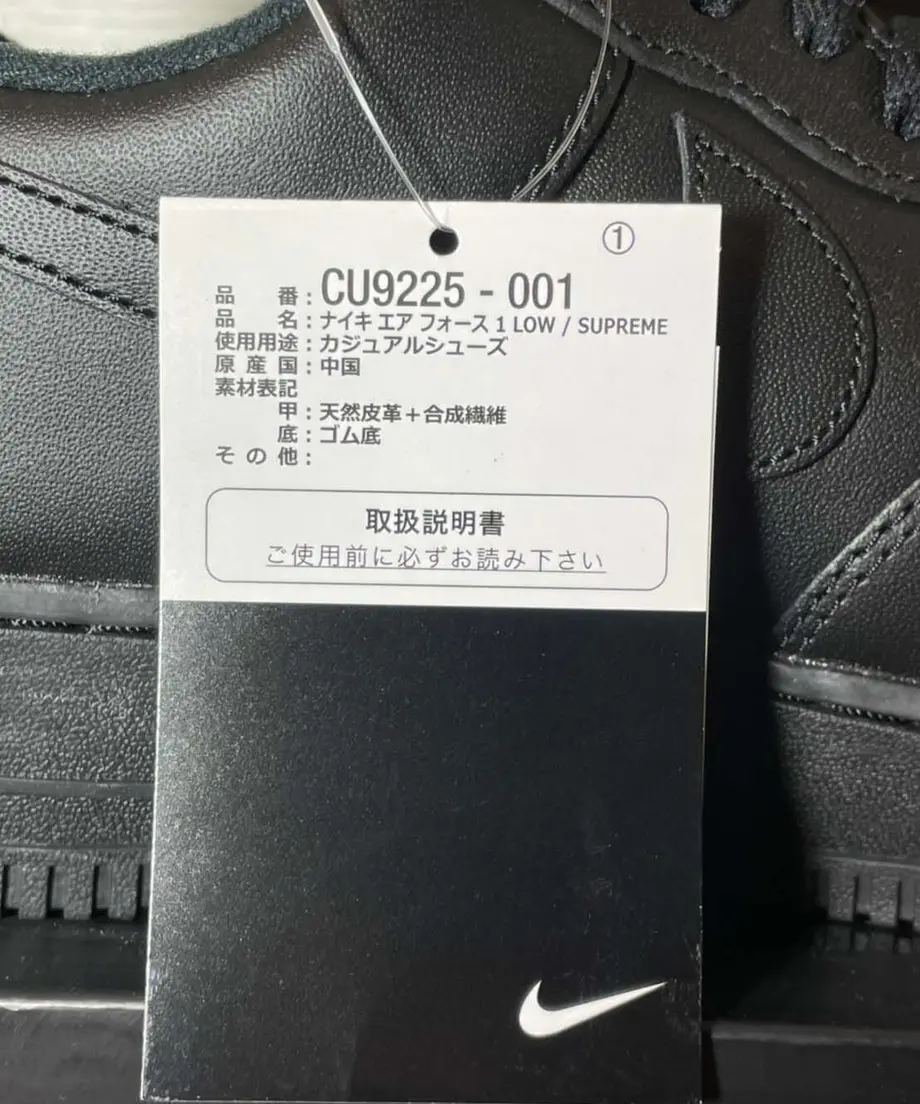 ①
品 番：CU9225 - 001
品 名：ナイキ エア フォース 1 LOW / SUPREME
使用用途：カジュアルシューズ
原 産 国：中国
素材表記
甲：天然皮革＋合成繊維
底：ゴム底
そ の 他：
取扱説明書
ご使用前に必ずお読み下さい